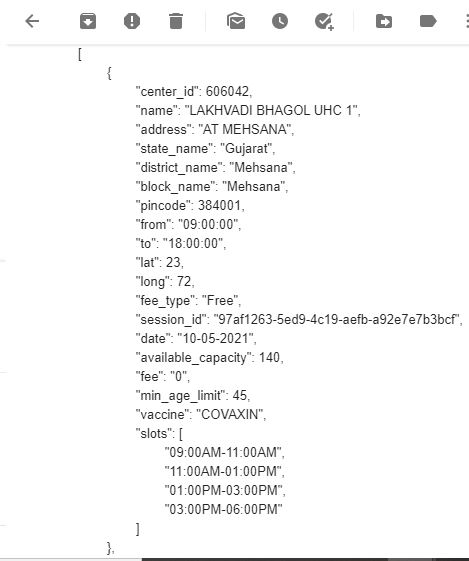 [
{
"center_id": 606042,
"name": "LAKHVADI BHAGOL UHC 1",
"address": "AT MEHSANA",
"state_name": "Gujarat",
"district_name": "Mehsana",
"block_name": "Mehsana",
"pincode": 384001,
"from": "09:00:00",
"to": "18:00:00",
"lat": 23,
"long": 72,
"fee_type": "Free",
"session_id": "97af1263-5ed9-4c19-aefb-a92e7e7b3bcf",
"date": "10-05-2021",
"available_capacity": 140,
"fee": "0",
"min_age_limit": 45,
"vaccine": "COVAXIN",
"slots": [
"09:00AM-11:00AM",
"11:00AM-01:00PM",
"01:00PM-03:00PM",
"03:00PM-06:00PM"
]
},